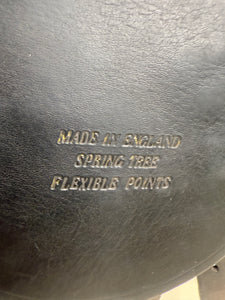 MADE IN ENGLAND
SPRING TREE
FLEXIBLE POINTS